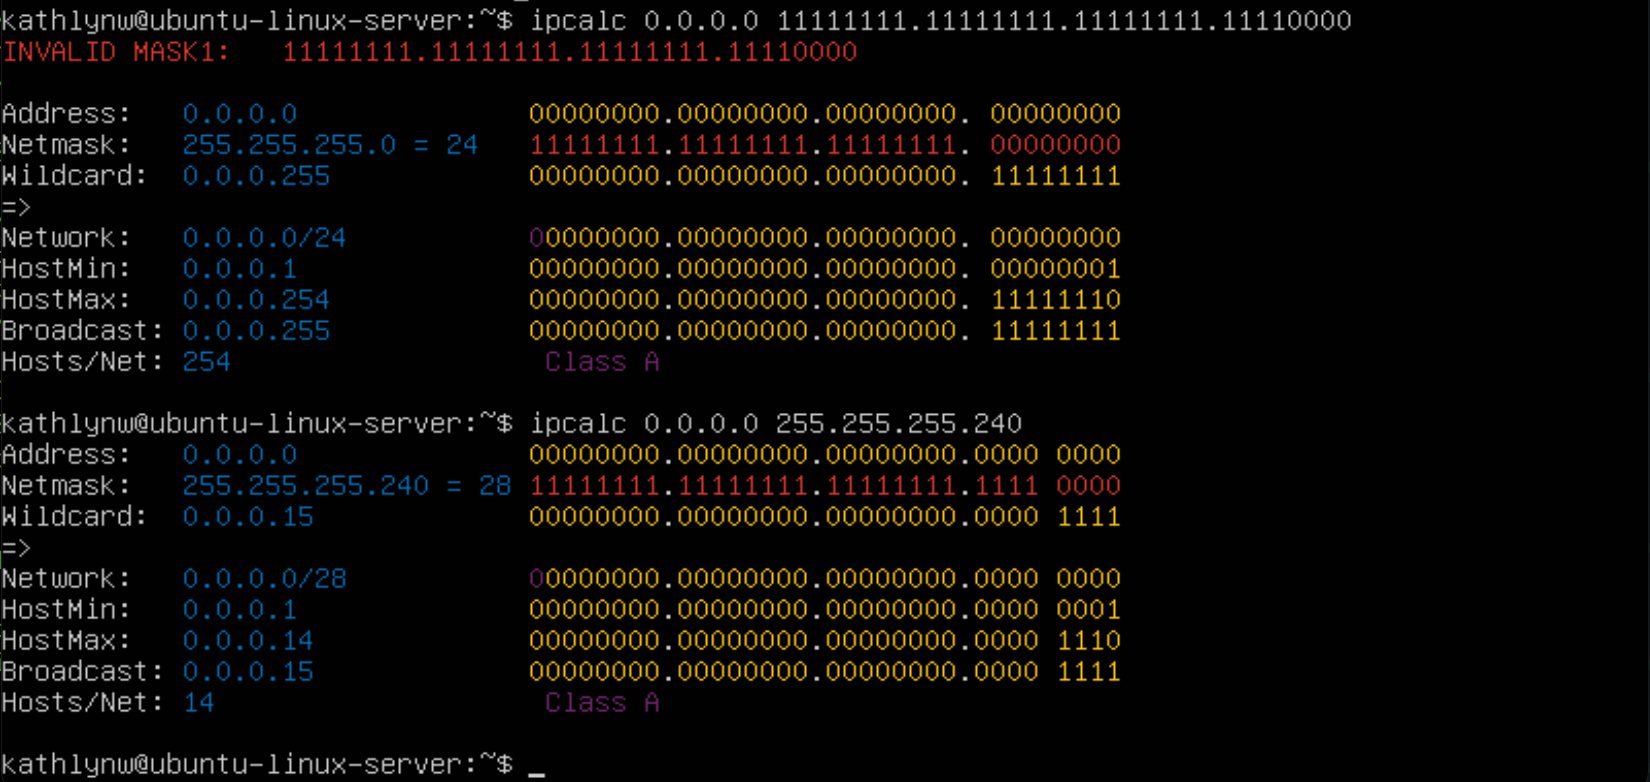 kathlynw@ubuntu-linux-server:~$ ipcalc 0.0.0.0 11111111.11111111.11111111.11110000
INVALID MASK1:   11111111.11111111.11111111.11110000
Address:   0.0.0.0              00000000.00000000.00000000. 00000000
Netmask:   255.255.255.0 = 24   11111111.11111111.11111111. 00000000
Wildcard:  0.0.0.255            00000000.00000000.00000000. 11111111
=>
Network:   0.0.0.0/24           00000000.00000000.00000000. 00000000
HostMin:   0.0.0.1              00000000.00000000.00000000. 00000001
HostMax:   0.0.0.254            00000000.00000000.00000000. 11111110
Broadcast: 0.0.0.255            00000000.00000000.00000000. 11111111
Hosts/Net: 254                   Class A
kathlynw@ubuntu-linux-server:~$ ipcalc 0.0.0.0 255.255.255.240
Address:   0.0.0.0              00000000.00000000.00000000.0000 0000
Netmask:   255.255.255.240 = 28 11111111.11111111.11111111.1111 0000
Wildcard:  0.0.0.15             00000000.00000000.00000000.0000 1111
=>
Network:   0.0.0.0/28           00000000.00000000.00000000.0000 0000
HostMin:   0.0.0.1              00000000.00000000.00000000.0000 0001
HostMax:   0.0.0.14             00000000.00000000.00000000.0000 1110
Broadcast: 0.0.0.15             00000000.00000000.00000000.0000 1111
Hosts/Net: 14                    Class A
kathlynw@ubuntu-linux-server:~$ _